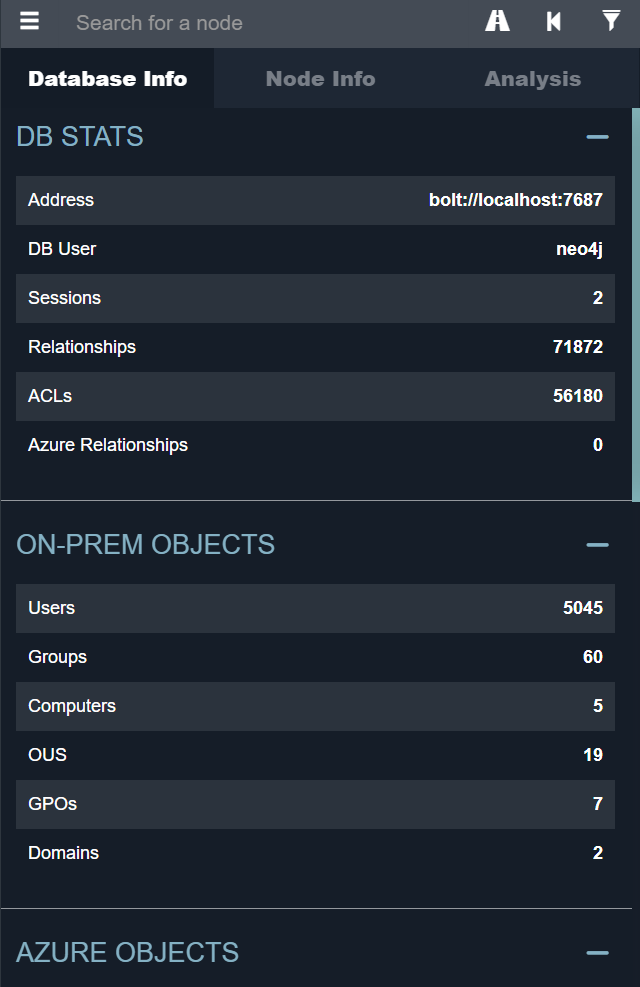 Search for a node
Database Info Node Info Analysis
DB STATS
Address bolt://localhost:7687
DB User neo4j
Sessions 2
Relationships 71872
ACLs 56180
Azure Relationships 0
ON-PREM OBJECTS
Users 5045
Groups 60
Computers 5
OUS 19
GPOs 7
Domains 2
AZURE OBJECTS